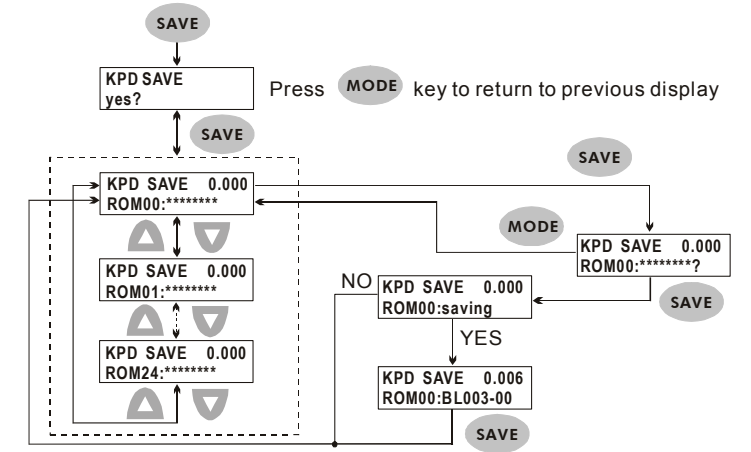 SAVE
KPD SAVE
yes?
Press MODE key to return to previous display
SAVE
SAVE
KPD SAVE 0.000
ROM00:********
MODE
KPD SAVE 0.000
ROM00:********?
KPD SAVE 0.000
ROM01:********
NO
KPD SAVE 0.000
ROM00:saving
SAVE
YES
KPD SAVE 0.000
ROM24:********
KPD SAVE 0.006
ROM00:BL003-00
SAVE